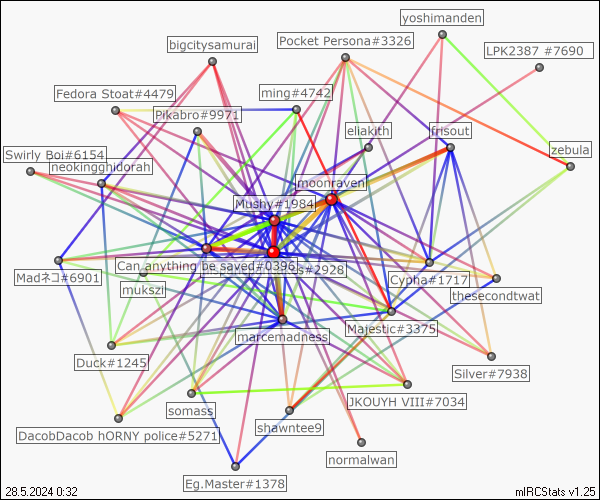 yoshimanden
bigcitysamurai
Pocket Persona#3326
LPK2387 #7690
Fedora Stoat#4479
ming#4742
Pikabro#9971
eliakith
frisout
zebula
Swirly Boi#6154
neokingghidorah
moonraven
Mushy#1984
Can anything be saved#0396
s#2928
Madネコ#6901
mukszi
Cypha#1717
thesecondtwat
Majestic#3375
marcemadness
Duck#1245
Silver#7938
JKOUYH VIII#7034
somass
shawntee9
DacobDacob hORNY police#5271
normalwan
Eg.Master#1378
28.5.2024 0:32
mIRCStats v1.25